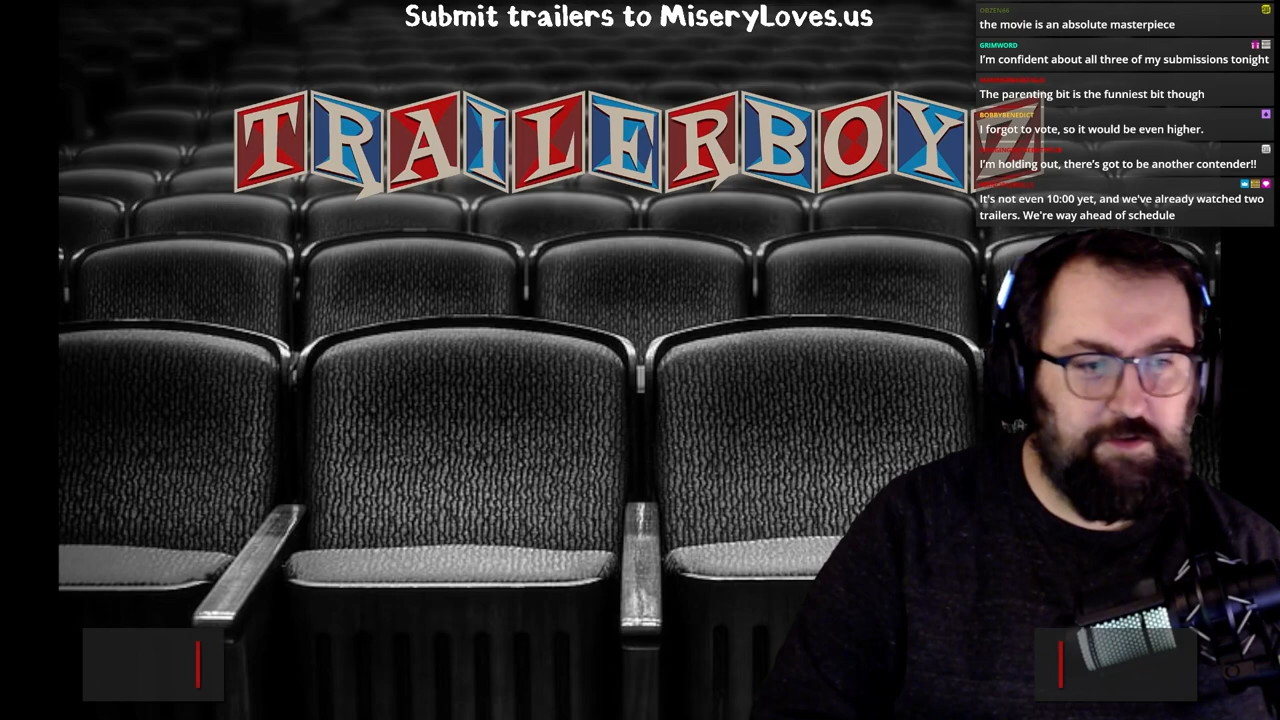 Submit trailers to MiseryLoves.us
TRAILERBOYZ
OBZEN66
the movie is an absolute masterpiece
GRIMWORD
I'm confident about all three of my submissions tonight
The parenting bit is the funniest bit though
BOBBYBENEDICT
I forgot to vote, so it would be even higher.
I'm holding out, there's got to be another contender!!
It's not even 10:00 yet, and we've already watched two
trailers. We're way ahead of schedule